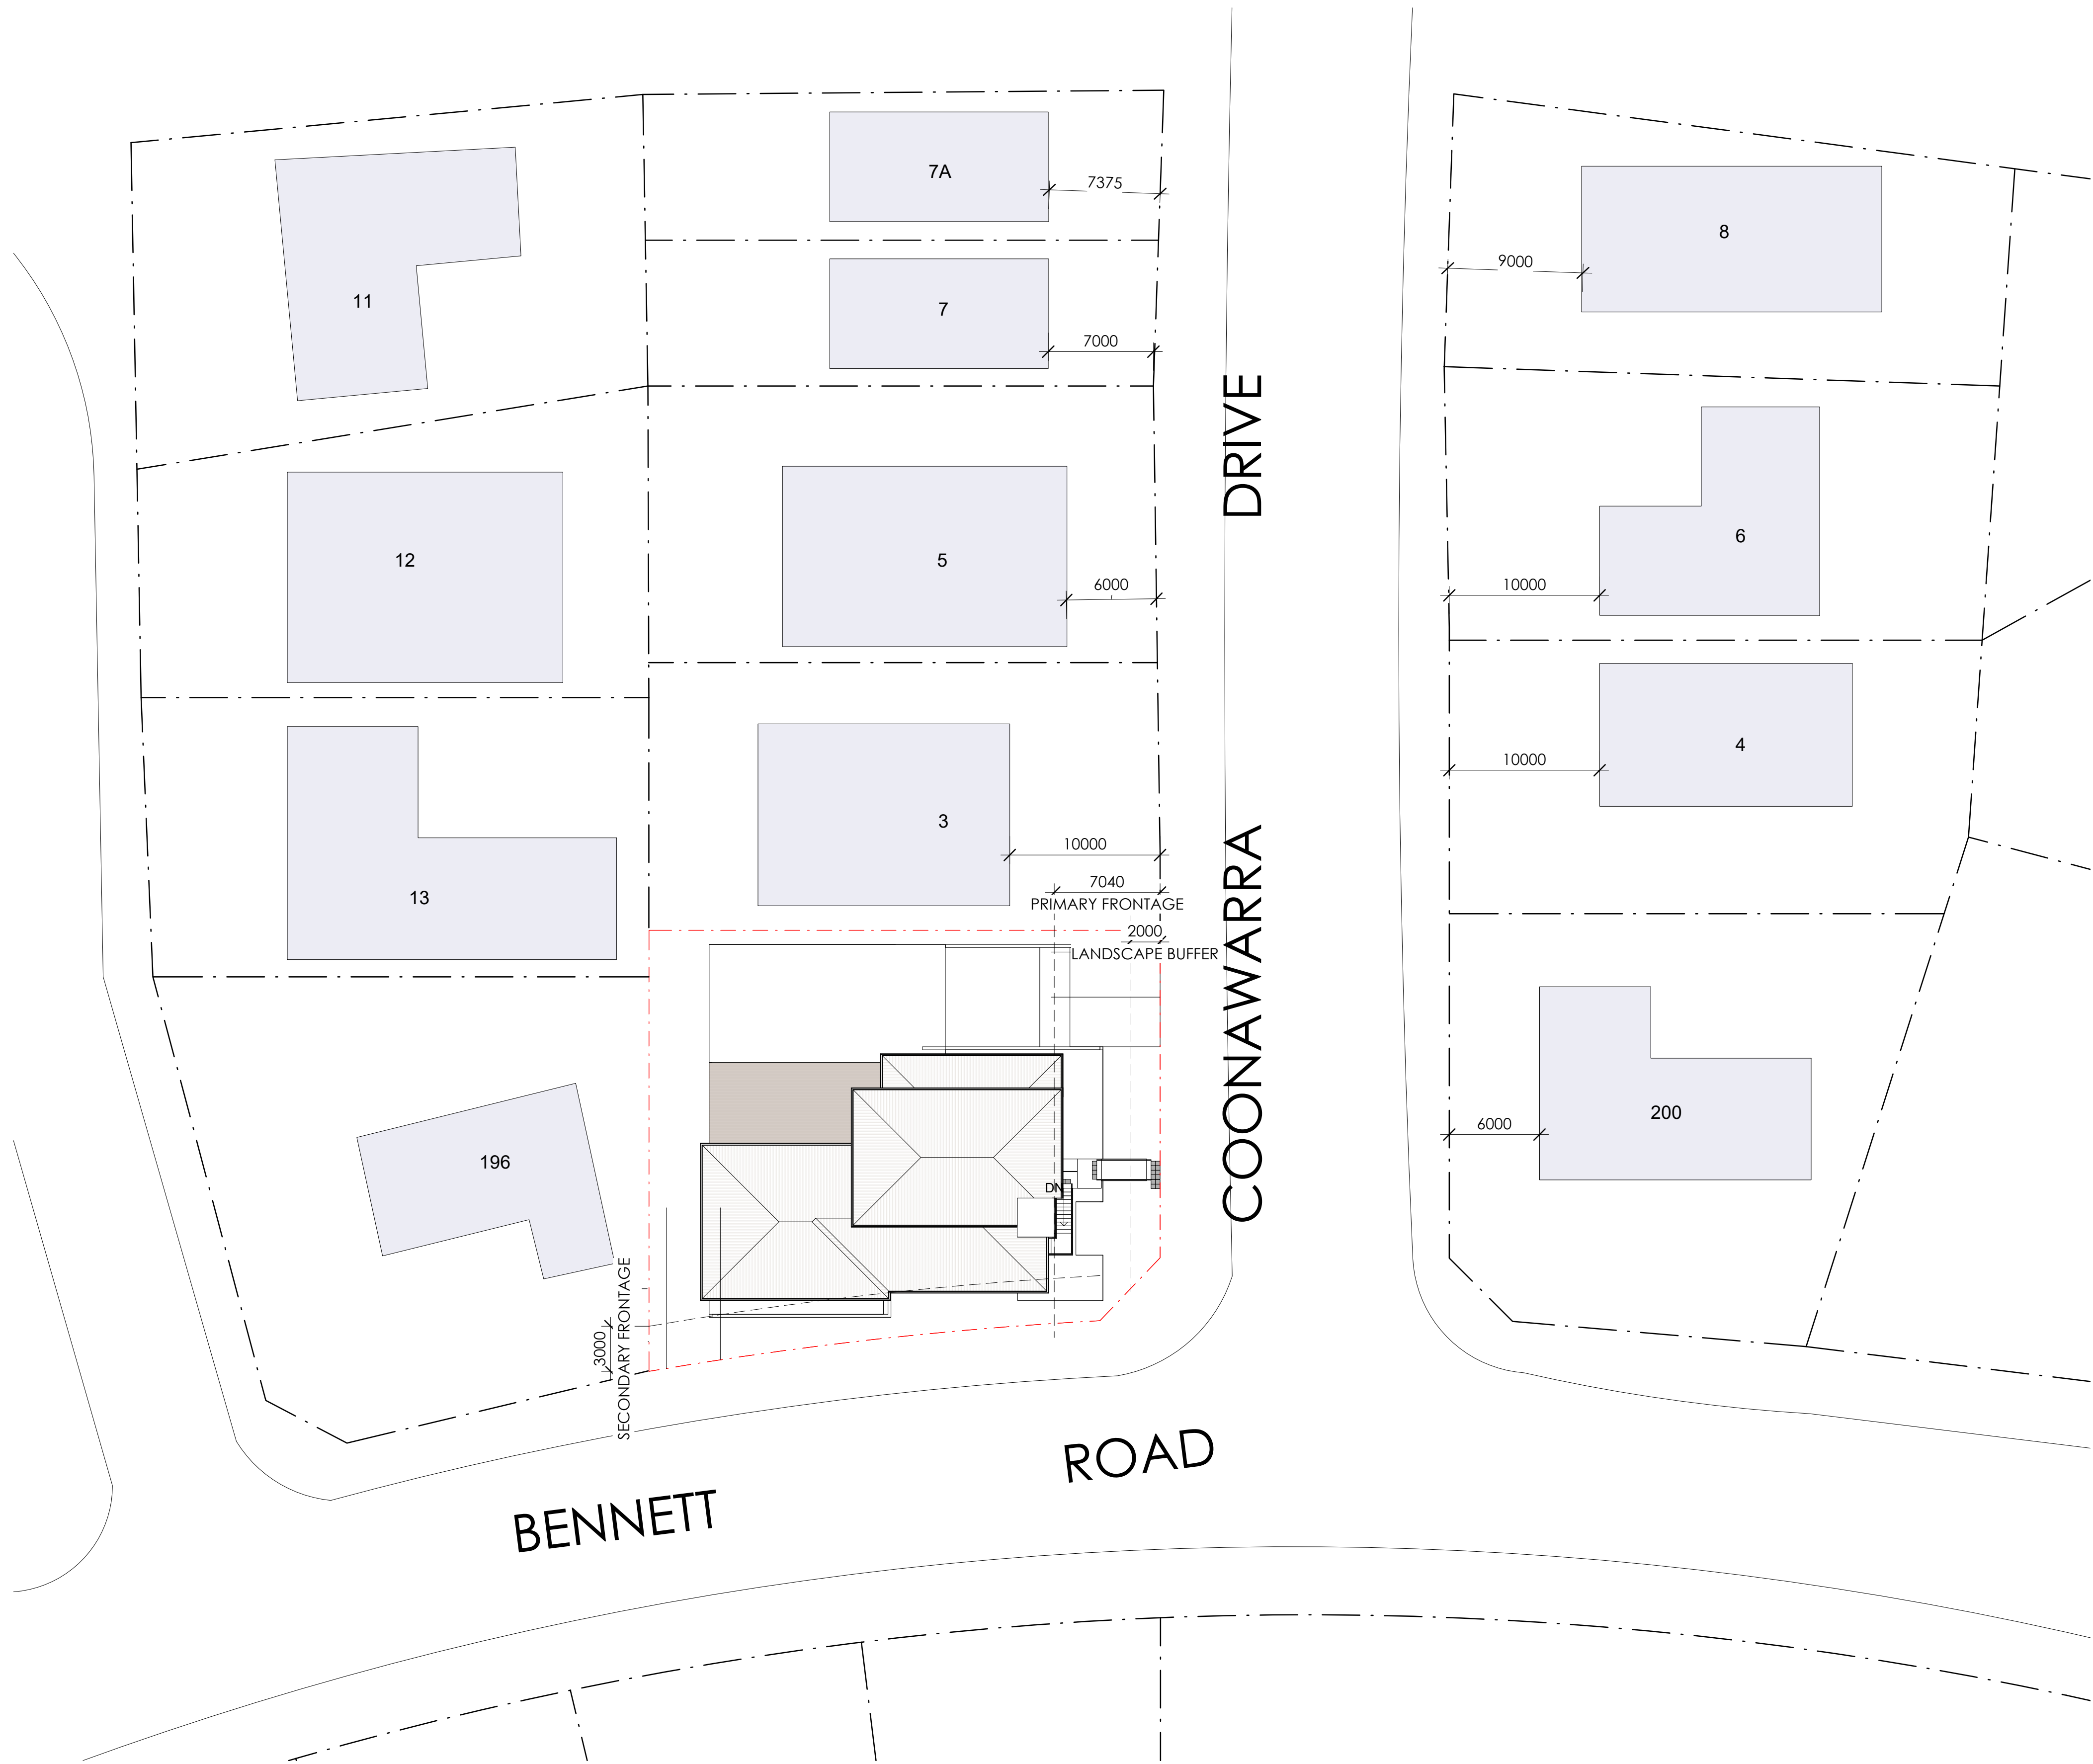 7A
7375
8
9000
11
7
7000
DRIVE
12
5
6000
6
10000
4
10000
3
10000
13
7040
PRIMARY FRONTAGE
2000
LANDSCAPE BUFFER
COONAWARRA
200
6000
196
DN
SECONDARY FRONTAGE
3000
ROAD
BENNETT